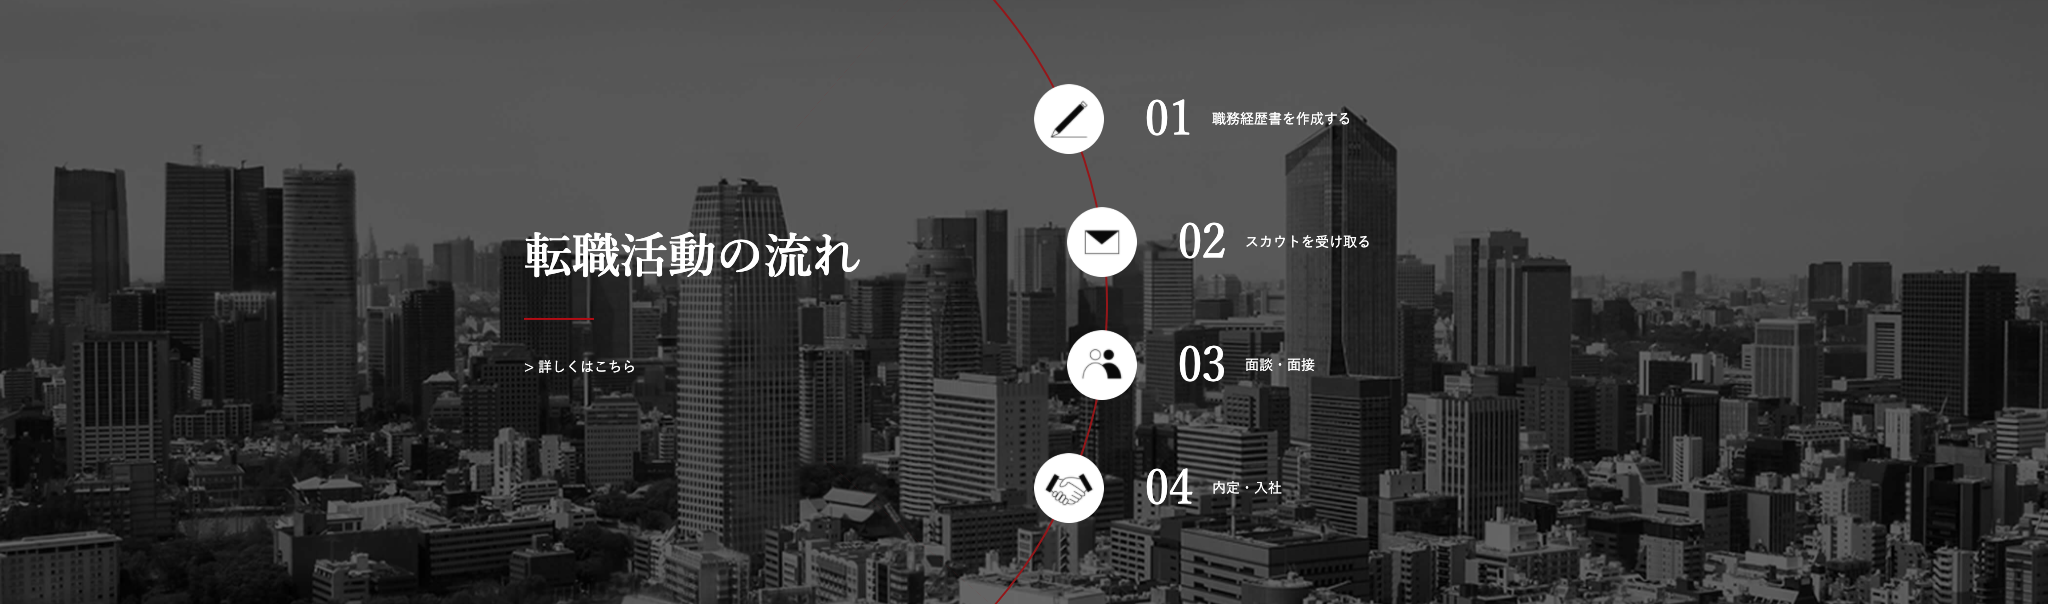 転職活動の流れ
> 詳しくはこちら
01 職務経歴書を作成する
02 スカウトを受け取る
03 面談・面接
04 内定・入社